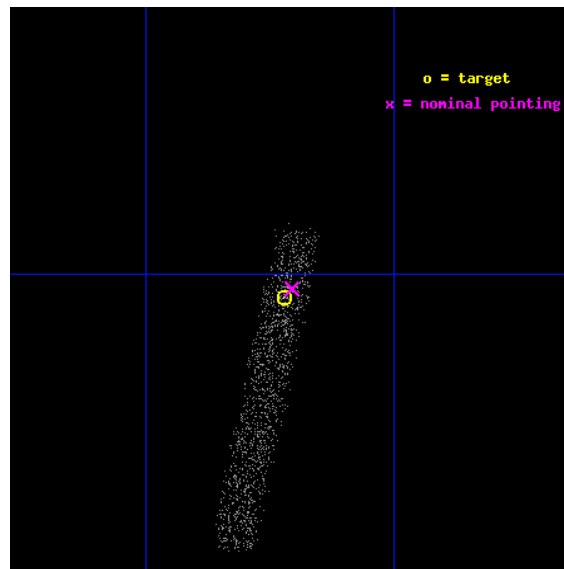 o = target
x = nominal pointing